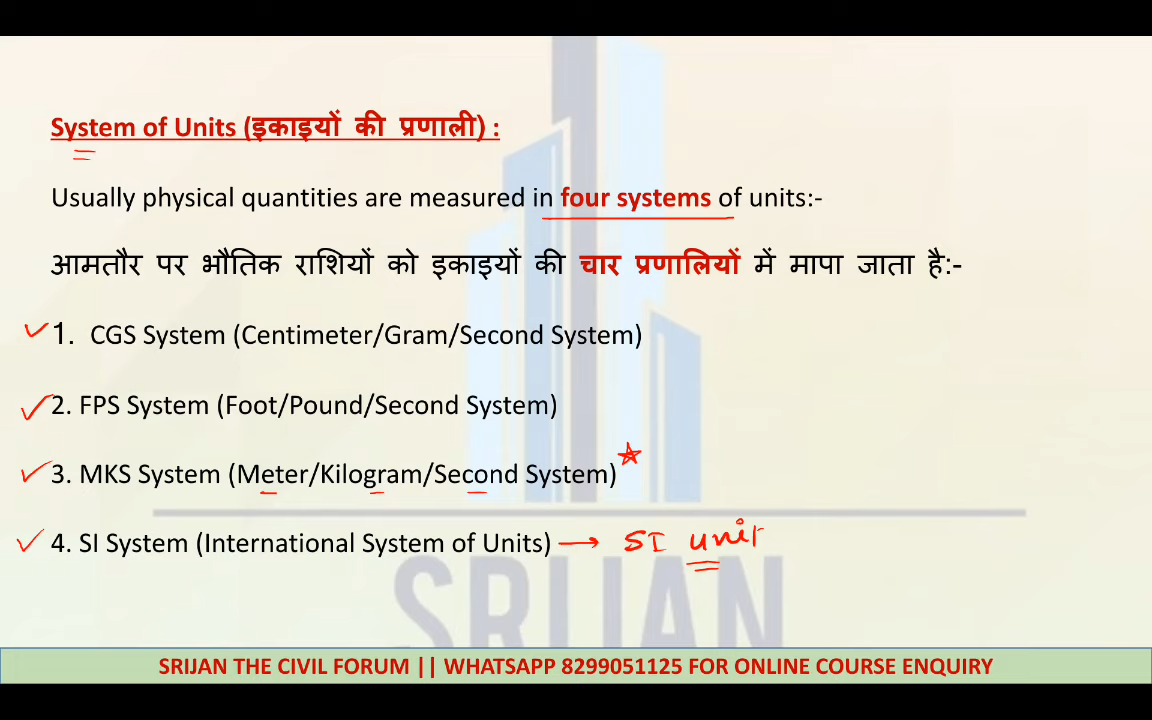 System of Units (इकाइयों की प्रणाली) :
Usually physical quantities are measured in four systems of units:-
आमतौर पर भौतिक राशियों को इकाइयों की चार प्रणालियों में मापा जाता है:-
1. CGS System (Centimeter/Gram/Second System)
2. FPS System (Foot/Pound/Second System)
3. MKS System (Meter/Kilogram/Second System)
4. SI System (International System of Units) → SI unit
SRIJAN
SRIJAN THE CIVIL FORUM || WHATSAPP 8299051125 FOR ONLINE COURSE ENQUIRY